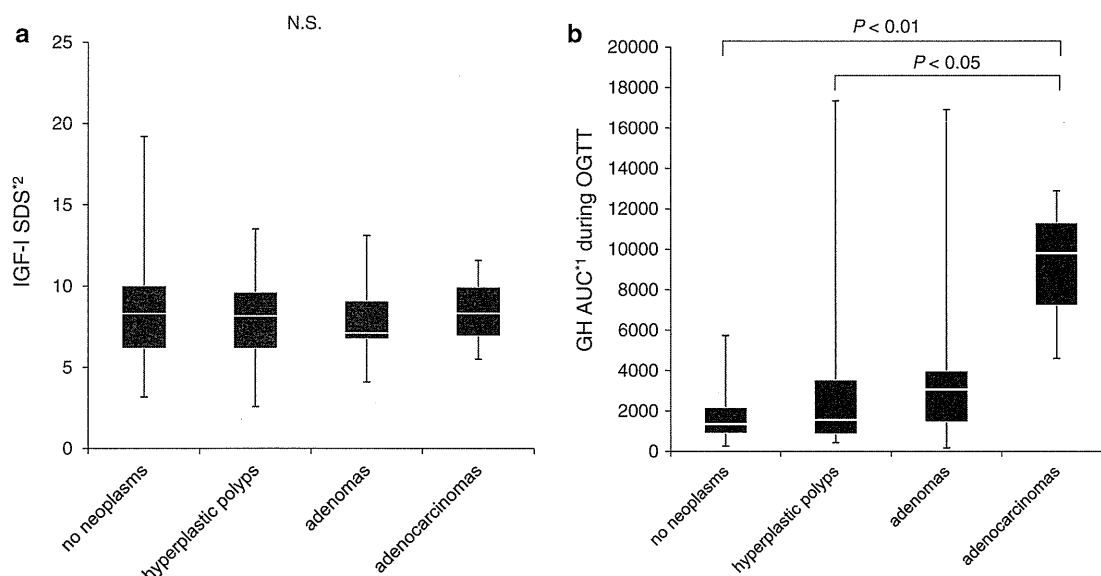 a
N.S.
25
20
15
10
5
0
IGF-I SDS*2
no neoplasms
hyperplastic polyps
adenomas
adenocarcinomas
b
P < 0.01
P < 0.05
20000
18000
16000
14000
12000
10000
8000
6000
4000
2000
0
GH AUC*1 during OGTT
no neoplasms
hyperplastic polyps
adenomas
adenocarcinomas